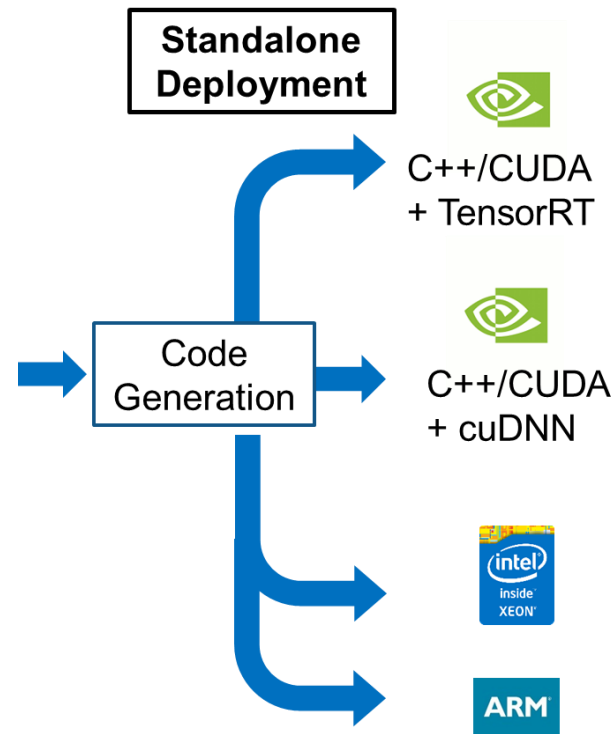 Standalone
Deployment
C++/CUDA
+ TensorRT
Code
Generation
C++/CUDA
+ cuDNN
intel
inside
XEON
ARM